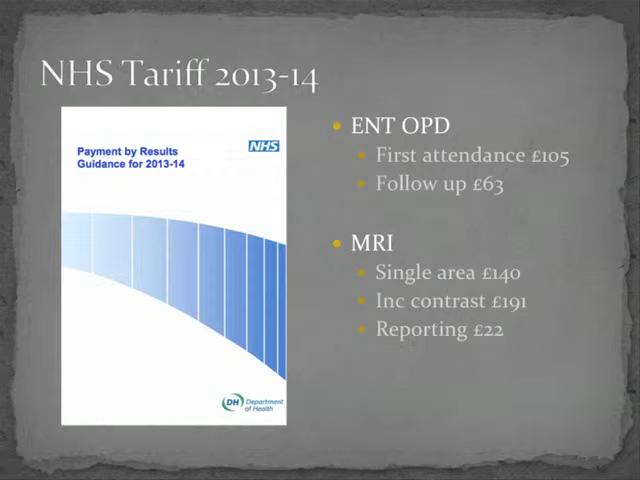 NHS Tariff 2013-14
Payment by Results
Guidance for 2013-14
NHS
DH Department
of Health
ENT OPD
First attendance £105
Follow up £63
MRI
Single area £140
Inc contrast £191
Reporting £22